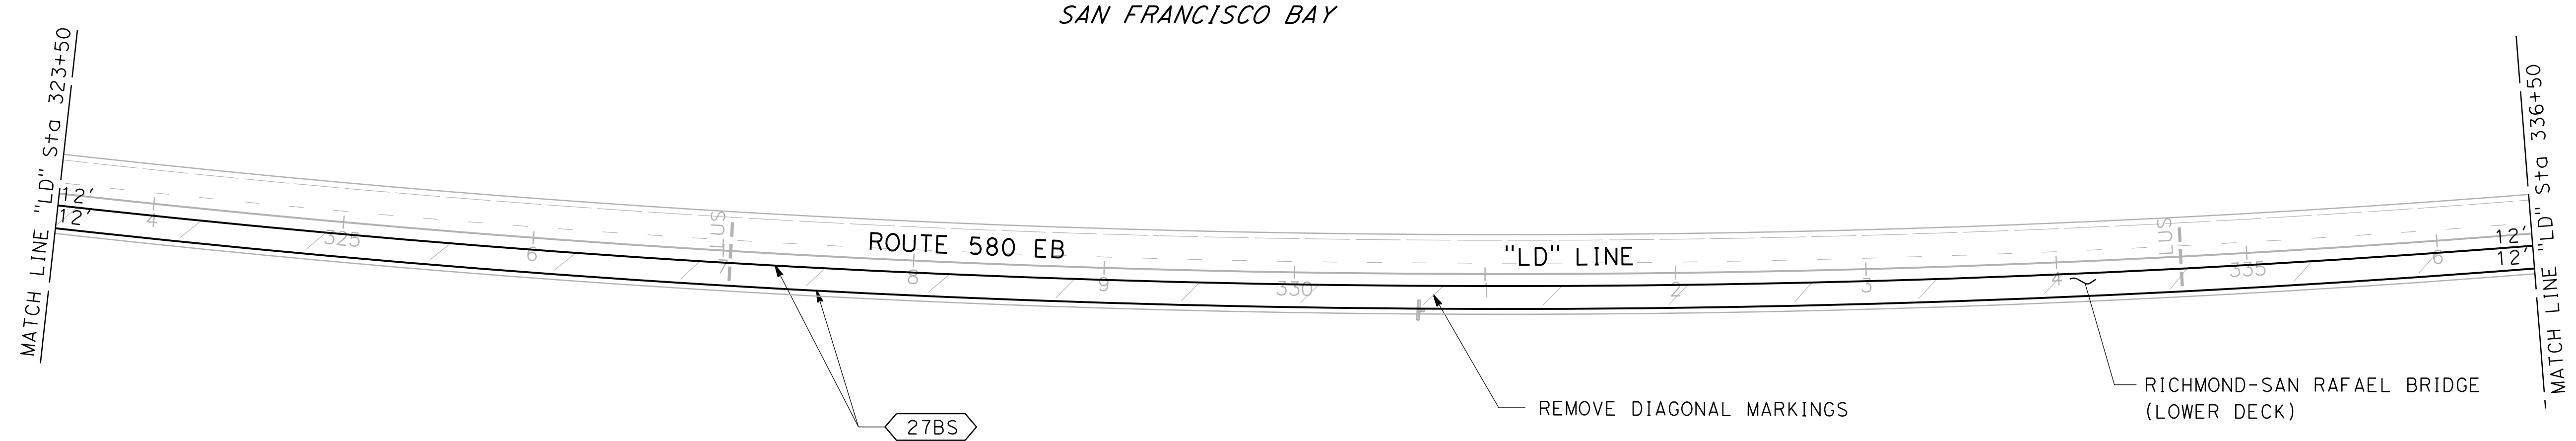 SAN FRANCISCO BAY
MATCH LINE "LD" Sta 323+50
12'
12'
4
325
6
LUS
7
ROUTE 580 EB
8
9
330
"LD" LINE
1
2
3
4
LUS
335
6
12'
12'
MATCH LINE "LD" Sta 336+50
27BS
REMOVE DIAGONAL MARKINGS
RICHMOND-SAN RAFAEL BRIDGE
(LOWER DECK)